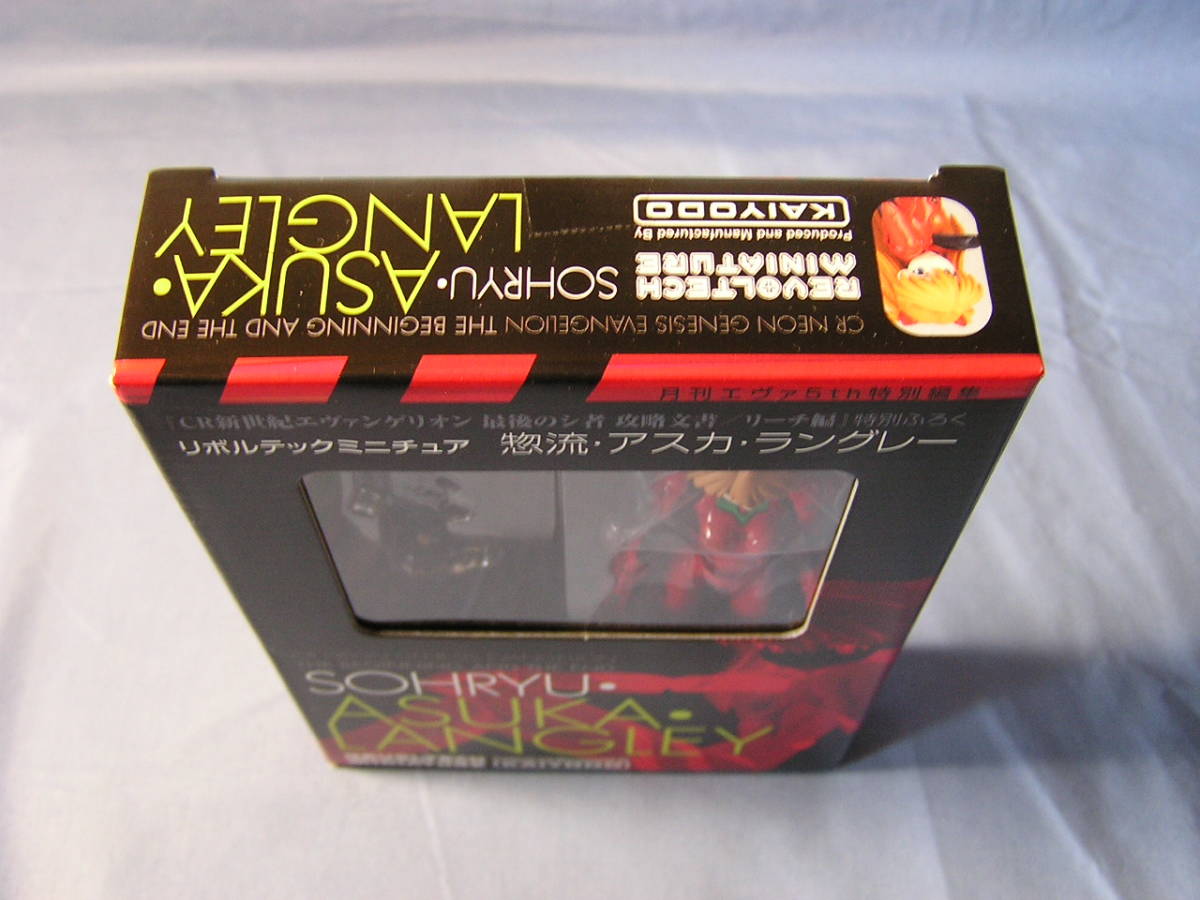 CR NEON GENESIS EVANGELION THE BEGINNING AND THE END
SOHRYU・ASUKA・
LANGLEY
REVOLTECH
MINIATURE
Produced and Manufactured By
KAIYODO
月刊エヴァ5th特別編集
『CR新世紀エヴァンゲリオン 最後のシ者 攻略文書／リーチ編』特別ふろく
リボルテックミニチュア 惣流・アスカ・ラングレー
SOHRYU・
ASUKA・
LANGLEY